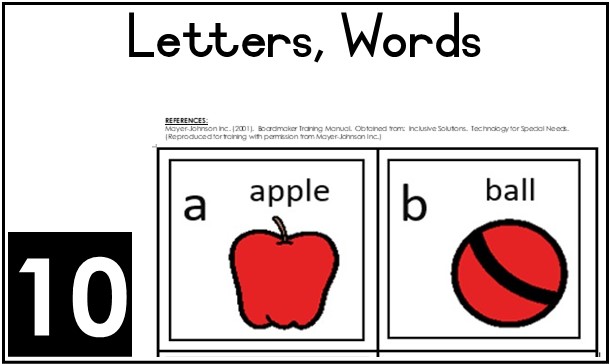 Letters, Words
REFERENCES:
Mayer-Johnson Inc. (2001). Boardmaker Training Manual. Obtained from: Inclusive Solutions. Technology for Special Needs.
(Reproduced for training with permission from Mayer-Johnson Inc.)
a apple
b ball
10